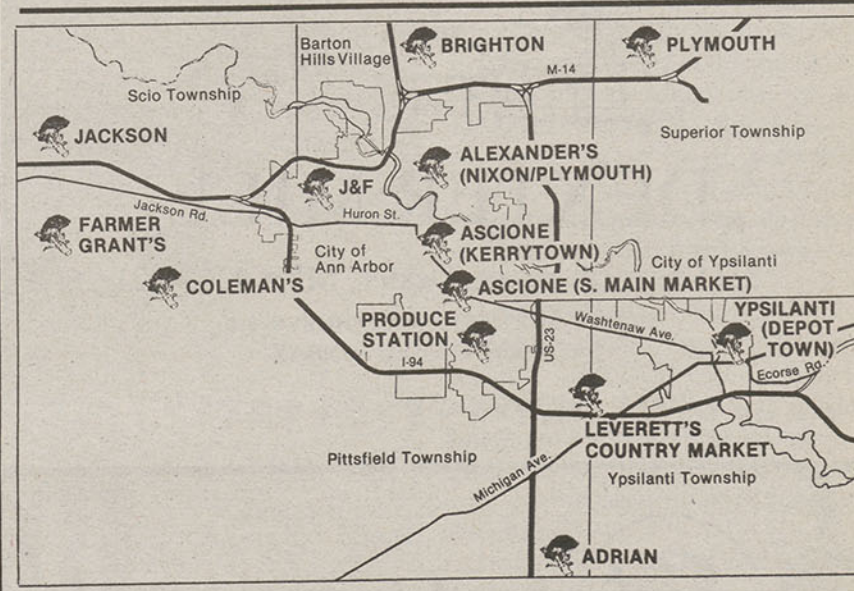 Barton
Hills Village
BRIGHTON
PLYMOUTH
M-14
Scio Township
Superior Township
JACKSON
ALEXANDER'S
(NIXON/PLYMOUTH)
J&F
Jackson Rd.
Huron St.
FARMER
GRANT'S
ASCIONE
(KERRYTOWN)
City of
Ann Arbor
City of Ypsilanti
COLEMAN'S
ASCIONE (S. MAIN MARKET)
PRODUCE
STATION
Washtenaw Ave.
YPSILANTI
(DEPOT
TOWN)
US-23
I-94
Ecorse Rd.
LEVERETT'S
COUNTRY MARKET
Pittsfield Township
Michigan Ave.
Ypsilanti Township
ADRIAN